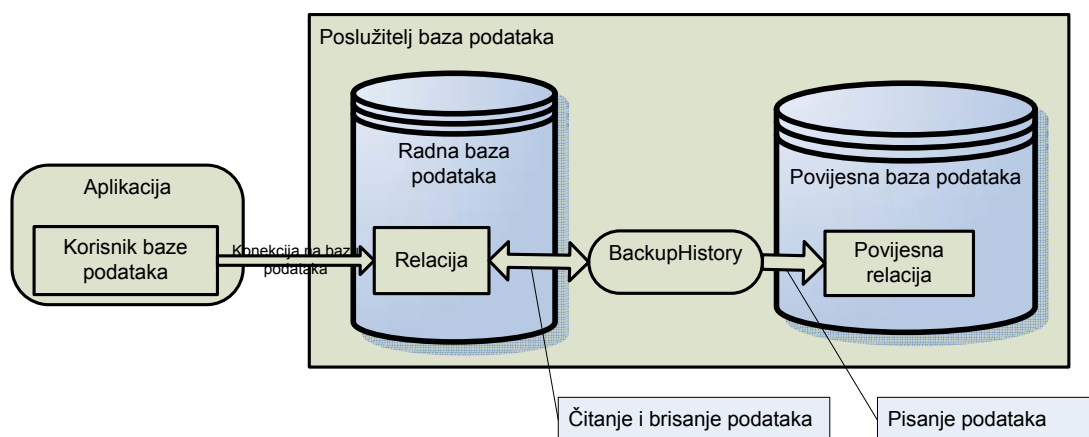 Poslužitelj baza podataka
Radna baza
podataka
Povijesna baza podataka
Aplikacija
Korisnik baze
podataka
Konekcija na bazu
podataka
Relacija
BackupHistory
Povijesna
relacija
Čitanje i brisanje podataka
Pisanje podataka